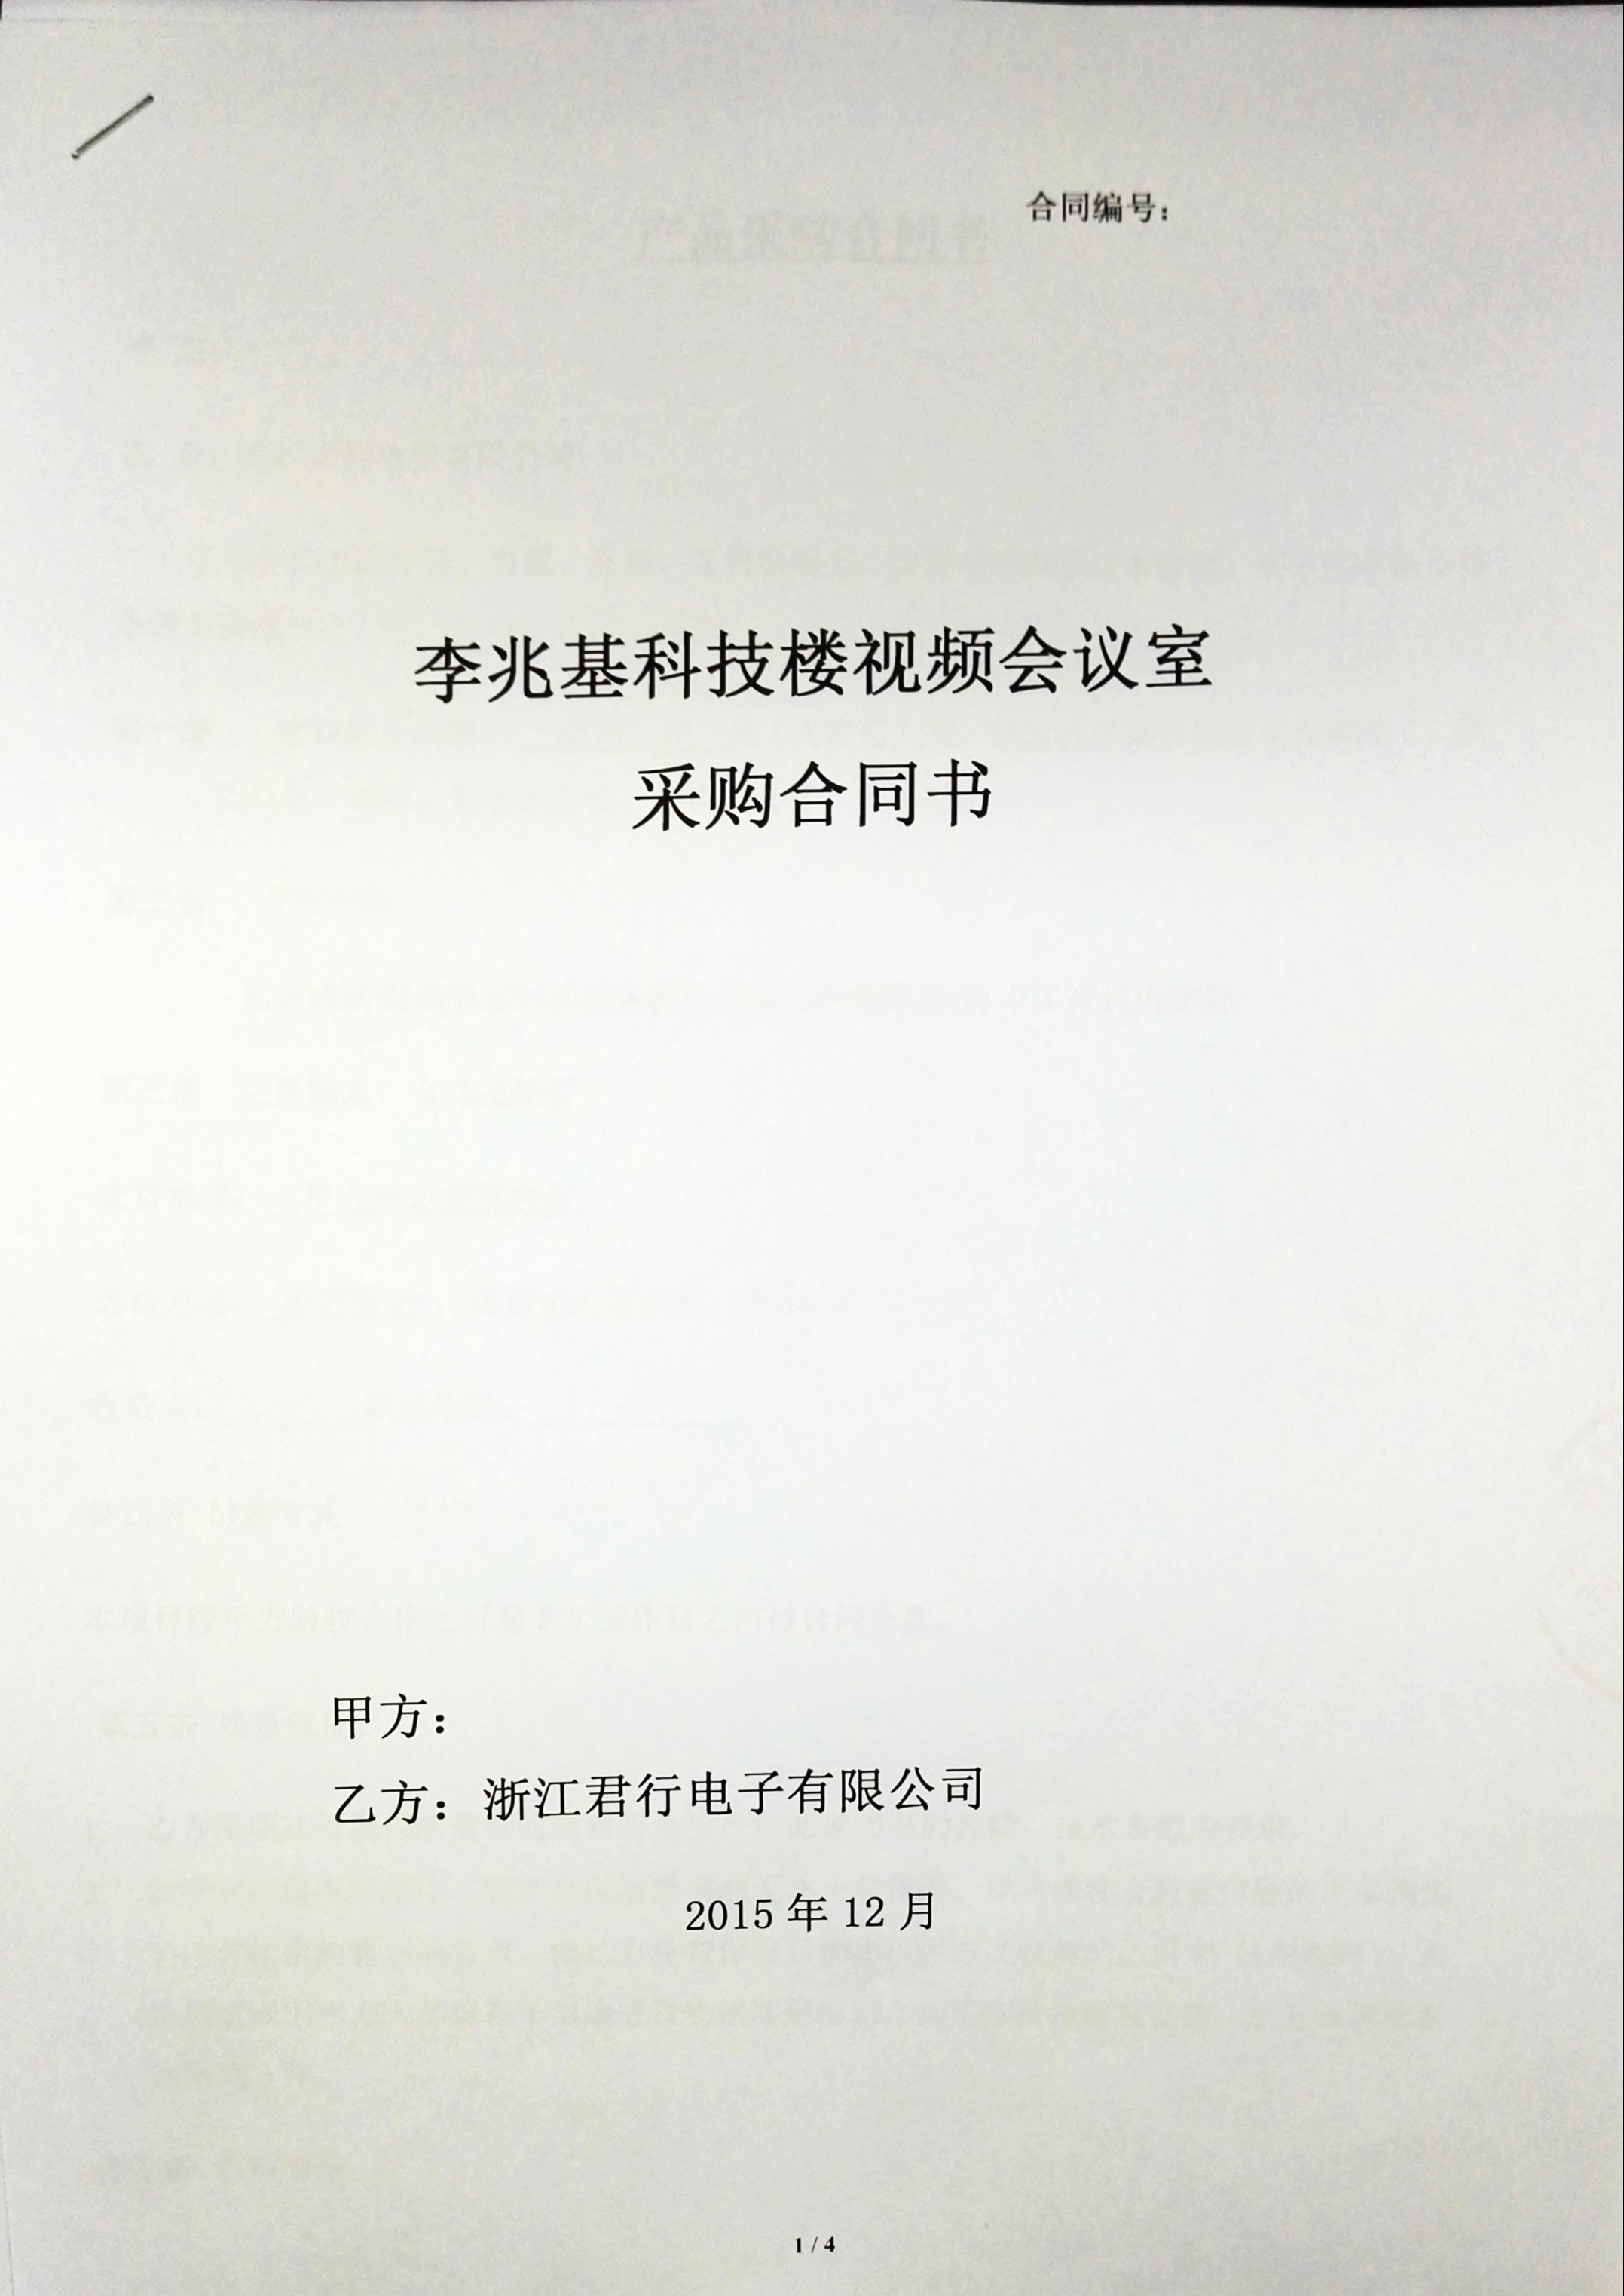 合同编号：
李兆基科技楼视频会议室
采购合同书
甲方：
乙方：浙江君行电子有限公司
2015 年 12 月
1 / 4